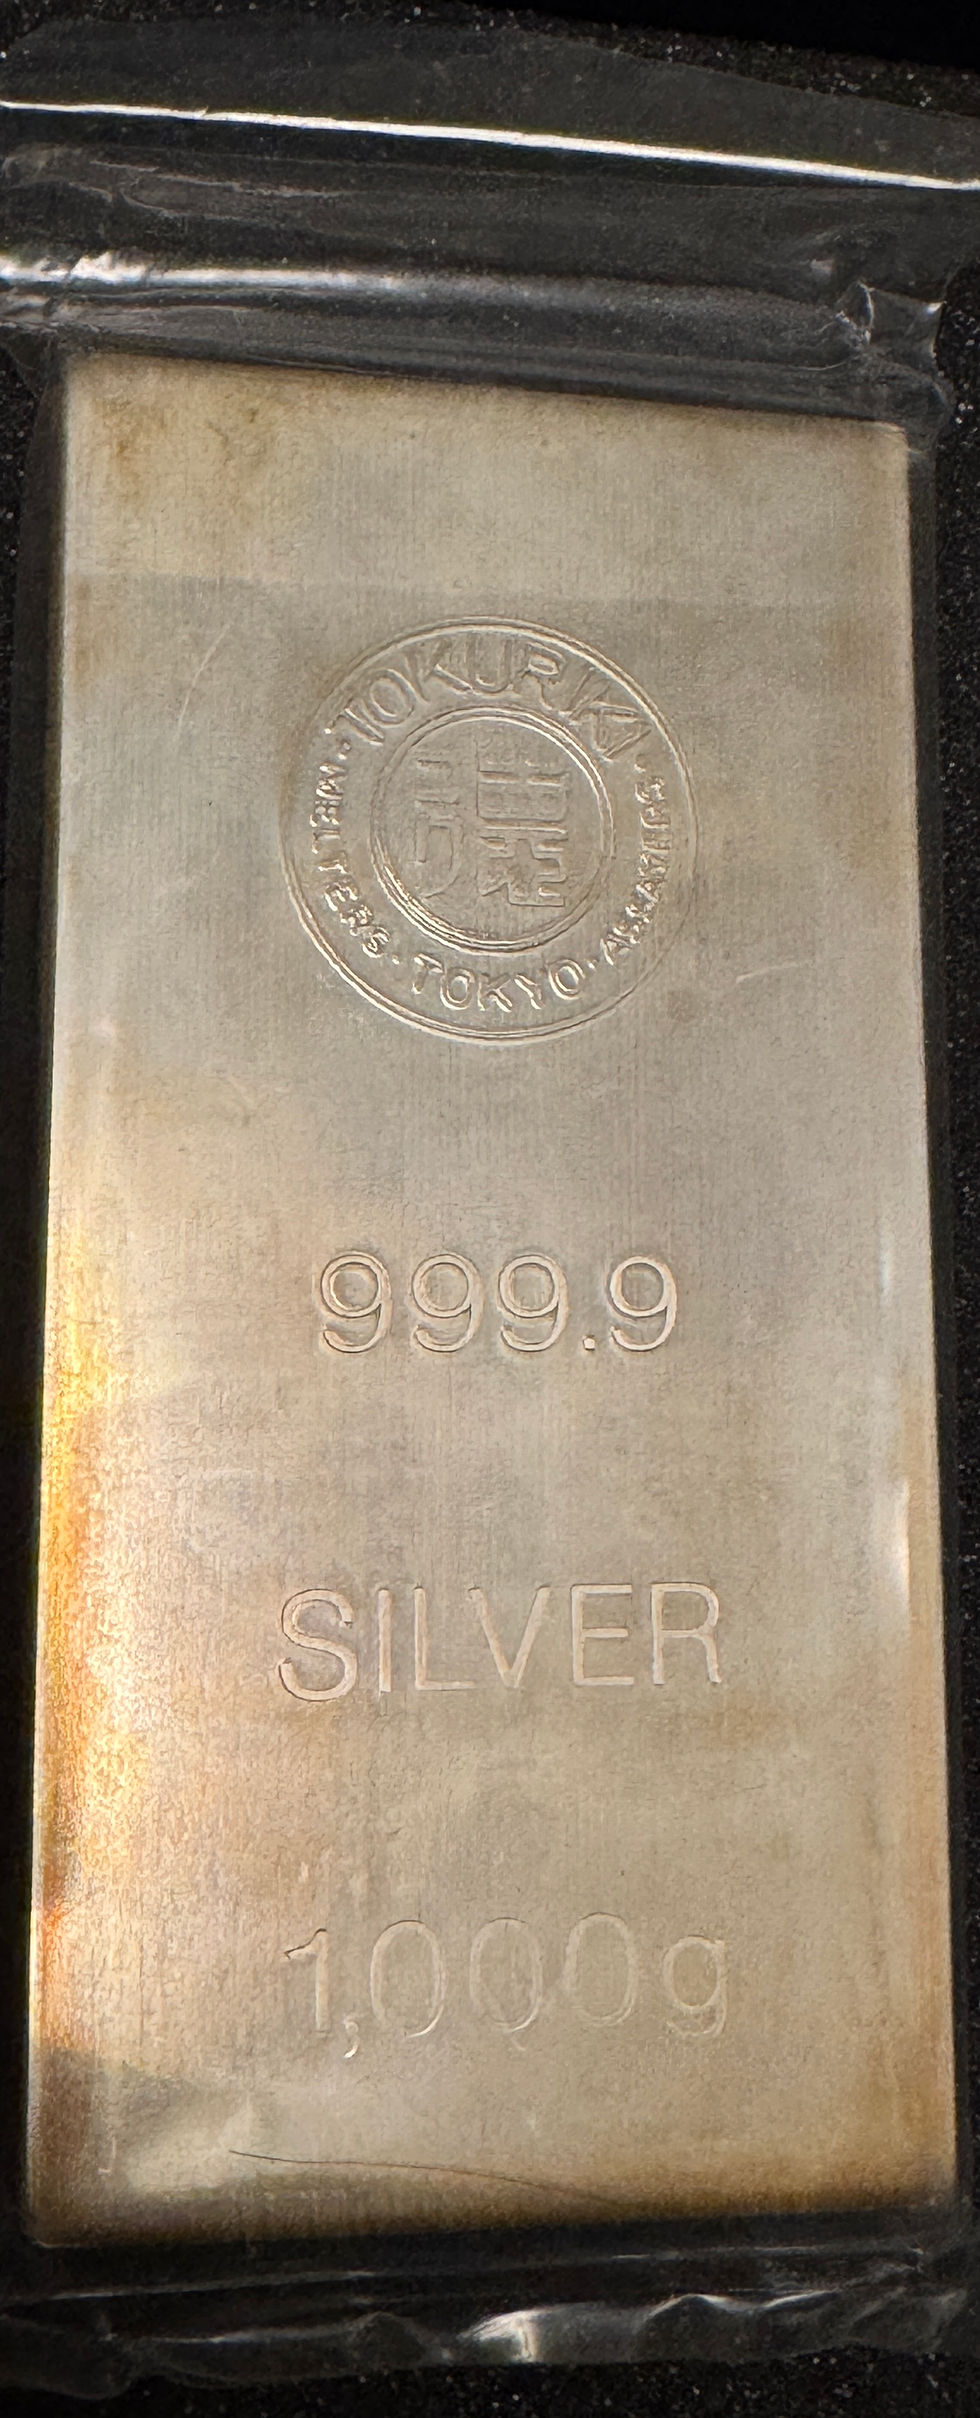 TOKURIKI
MELTERS · TOKYO · ASSAYERS
999.9
SILVER
1,000g